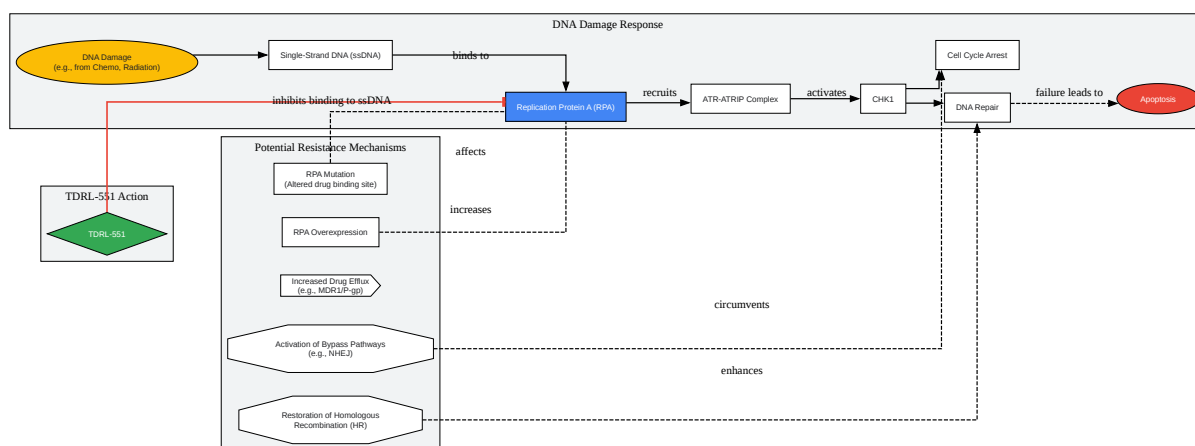 DNA Damage Response
DNA Damage
(e.g., from Chemo, Radiation)
Single-Strand DNA (ssDNA)
binds to
Cell Cycle Arrest
inhibits binding to ssDNA
Replication Protein A (RPA)
recruits
ATR-ATRIP Complex
activates
CHK1
DNA Repair
failure leads to
Apoptosis
Potential Resistance Mechanisms
affects
RPA Mutation
(Altered drug binding site)
TDRL-551 Action
TDRL-551
increases
RPA Overexpression
Increased Drug Efflux
(e.g., MDR1/P-gp)
circumvents
Activation of Bypass Pathways
(e.g., NHEJ)
enhances
Restoration of Homologous
Recombination (HR)